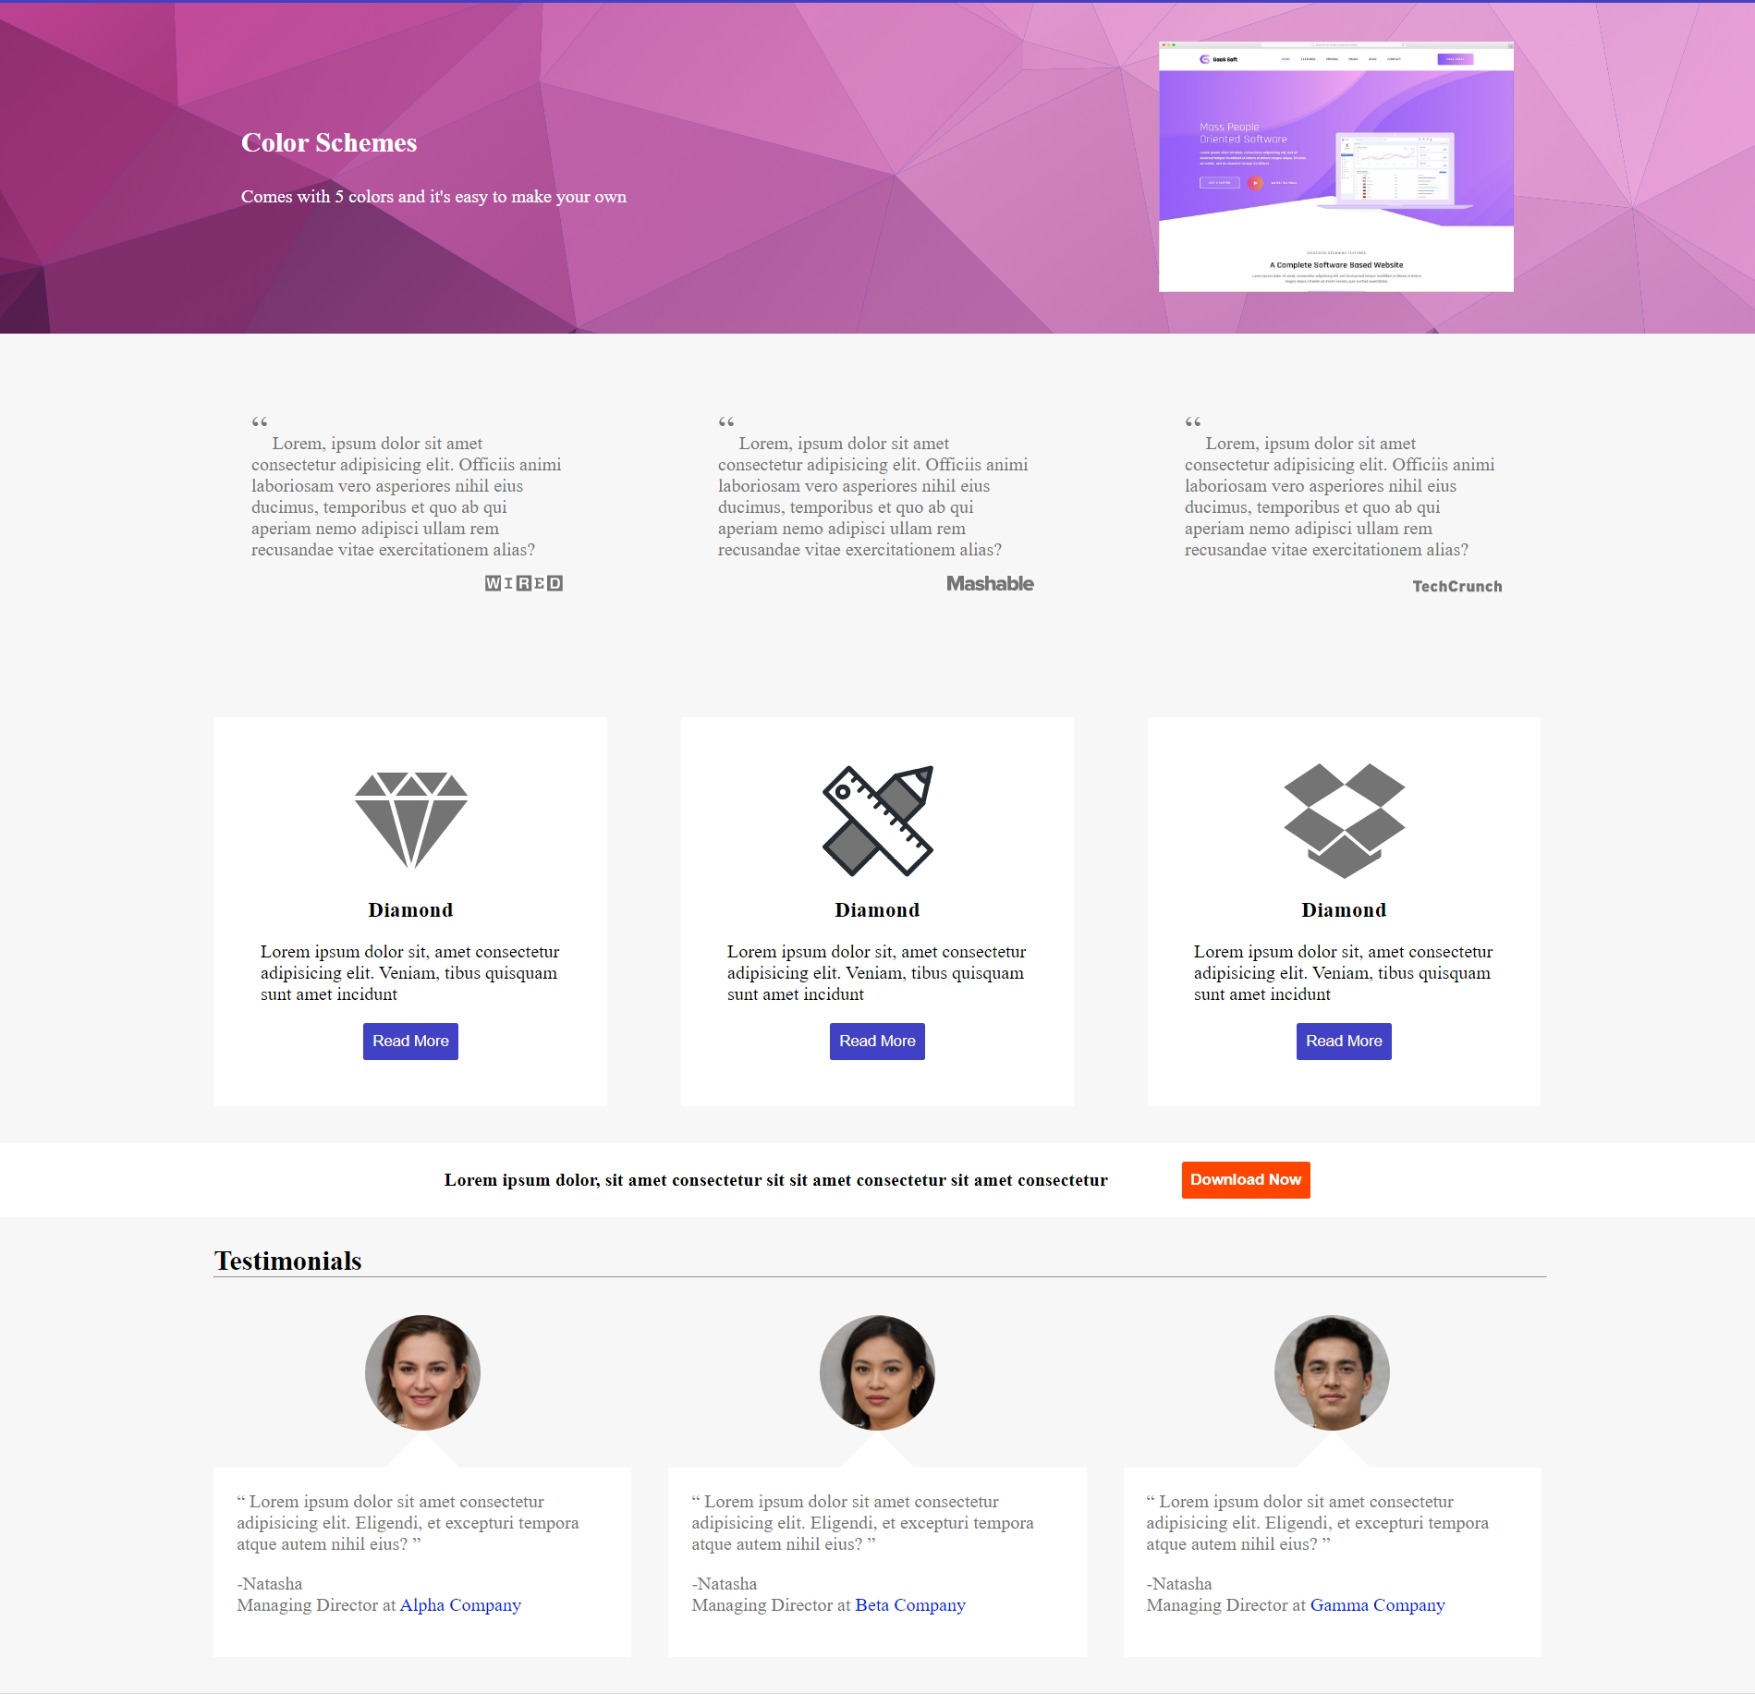 SaaS Soft
Mass People
Oriented Software
A Complete Software Based Website
Color Schemes
Comes with 5 colors and it's easy to make your own
“
Lorem, ipsum dolor sit amet
consectetur adipisicing elit. Officiis animi
laboriosam vero asperiores nihil eius
ducimus, temporibus et quo ab qui
aperiam nemo adipisci ullam rem
recusandae vitae exercitationem alias?
WIRED
“
Lorem, ipsum dolor sit amet
consectetur adipisicing elit. Officiis animi
laboriosam vero asperiores nihil eius
ducimus, temporibus et quo ab qui
aperiam nemo adipisci ullam rem
recusandae vitae exercitationem alias?
Mashable
“
Lorem, ipsum dolor sit amet
consectetur adipisicing elit. Officiis animi
laboriosam vero asperiores nihil eius
ducimus, temporibus et quo ab qui
aperiam nemo adipisci ullam rem
recusandae vitae exercitationem alias?
TechCrunch
Diamond
Lorem ipsum dolor sit, amet consectetur
adipisicing elit. Veniam, tibus quisquam
sunt amet incidunt
Read More
Diamond
Lorem ipsum dolor sit, amet consectetur
adipisicing elit. Veniam, tibus quisquam
sunt amet incidunt
Read More
Diamond
Lorem ipsum dolor sit, amet consectetur
adipisicing elit. Veniam, tibus quisquam
sunt amet incidunt
Read More
Lorem ipsum dolor, sit amet consectetur sit sit amet consectetur sit amet consectetur
Download Now
Testimonials
“ Lorem ipsum dolor sit amet consectetur
adipisicing elit. Eligendi, et excepturi tempora
atque autem nihil eius? ”
-Natasha
Managing Director at Alpha Company
“ Lorem ipsum dolor sit amet consectetur
adipisicing elit. Eligendi, et excepturi tempora
atque autem nihil eius? ”
-Natasha
Managing Director at Beta Company
“ Lorem ipsum dolor sit amet consectetur
adipisicing elit. Eligendi, et excepturi tempora
atque autem nihil eius? ”
-Natasha
Managing Director at Gamma Company